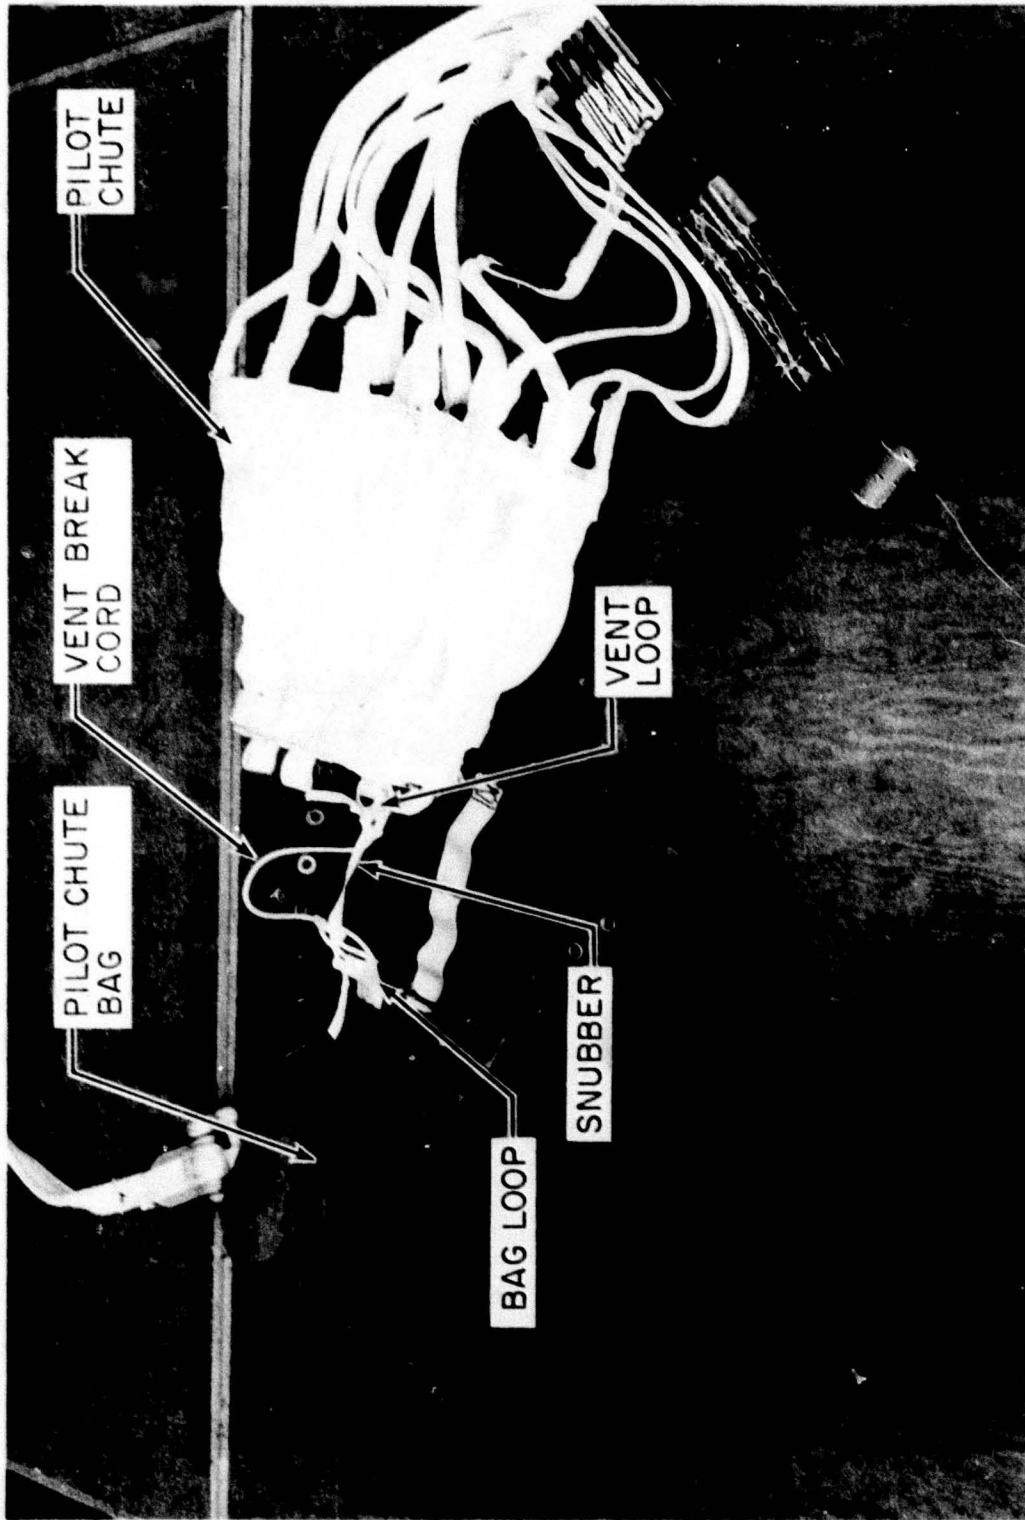 PILOT CHUTE
BAG
VENT BREAK
CORD
PILOT
CHUTE
BAG LOOP
SNUBBER
VENT
LOOP